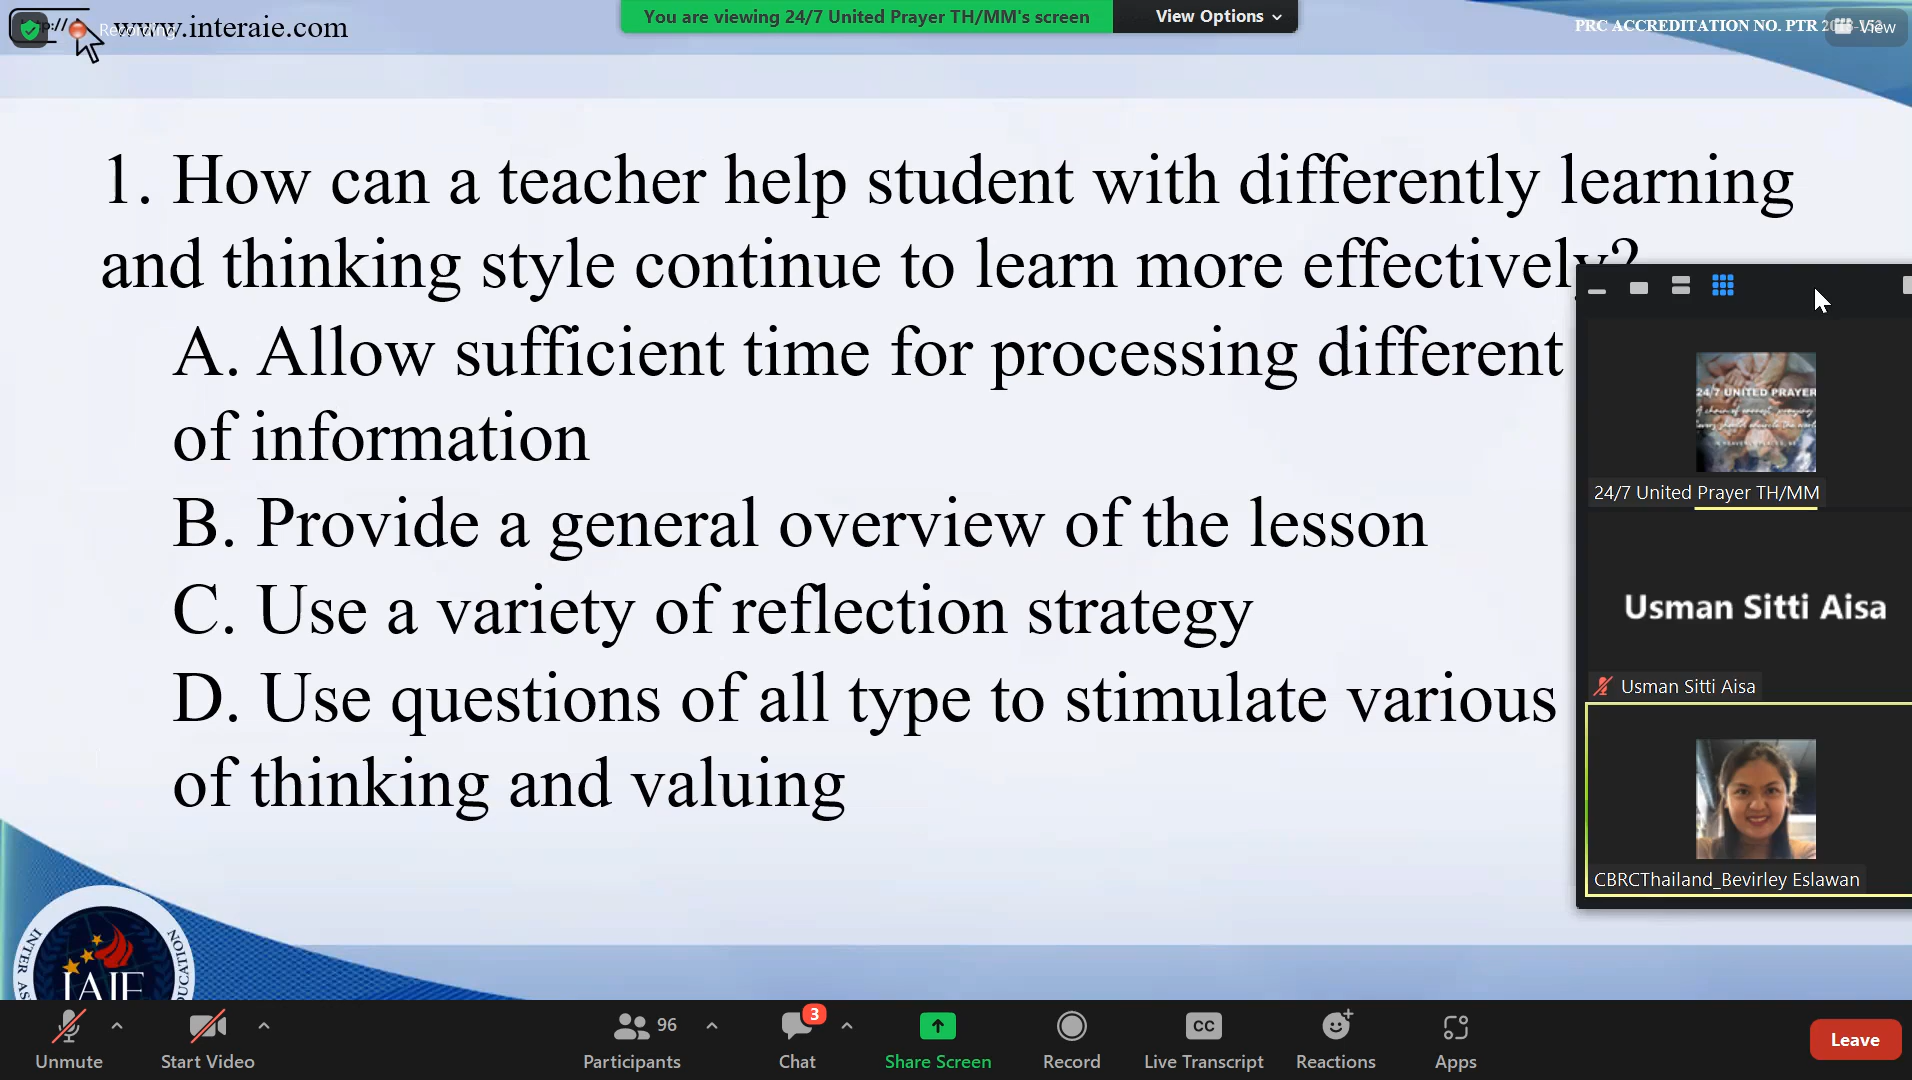 www.interaie.com
Recording
You are viewing 24/7 United Prayer TH/MM's screen
View Options
PRC ACCREDITATION NO. PTR
View
1. How can a teacher help student with differently learning
and thinking style continue to learn more effectively?
A. Allow sufficient time for processing different
of information
B. Provide a general overview of the lesson
C. Use a variety of reflection strategy
D. Use questions of all type to stimulate various
of thinking and valuing
24/7 UNITED PRAYER
24/7 United Prayer TH/MM
Usman Sitti Aisa
Usman Sitti Aisa
CBRCThailand_Bevirley Eslawan
IAIE
Unmute
Start Video
96
Participants
3
Chat
Share Screen
Record
CC
Live Transcript
Reactions
Apps
Leave